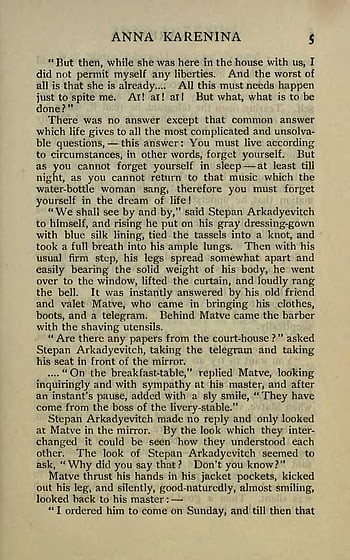 ANNA KARENINA 5
"But then, while she was here in the house with us, I
did not permit myself any liberties. And the worst of
all is that she is already.... All this must needs happen
just to spite me. Aï! aï! aï! But what, what is to be
done?"
There was no answer except that common answer
which life gives to all the most complicated and unsolva-
ble questions, — this answer: You must live according
to circumstances, in other words, forget yourself. But
as you cannot forget yourself in sleep — at least till
night, as you cannot return to that music which the
water-bottle woman sang, therefore you must forget
yourself in the dream of life!
"We shall see by and by," said Stepan Arkadyevitch
to himself, and rising he put on his gray dressing-gown
with blue silk lining, tied the tassels into a knot, and
took a full breath into his ample lungs. Then with his
usual firm step, his legs spread somewhat apart and
easily bearing the solid weight of his body, he went
over to the window, lifted the curtain, and loudly rang
the bell. It was instantly answered by his old friend
and valet Matve, who came in bringing his clothes,
boots, and a telegram. Behind Matve came the barber
with the shaving utensils.
"Are there any papers from the court-house?" asked
Stepan Arkadyevitch, taking the telegram and taking
his seat in front of the mirror.
.... "On the breakfast-table," replied Matve, looking
inquiringly and with sympathy at his master, and after
an instant's pause, added with a sly smile, "They have
come from the boss of the livery-stable."
Stepan Arkadyevitch made no reply and only looked
at Matve in the mirror. By the look which they inter-
changed it could be seen how they understood each
other. The look of Stepan Arkadyevitch seemed to
ask, "Why did you say that? Don't you know?"
Matve thrust his hands in his jacket pockets, kicked
out his leg, and silently, good-naturedly, almost smiling,
looked back to his master: —
"I ordered him to come on Sunday, and till then that